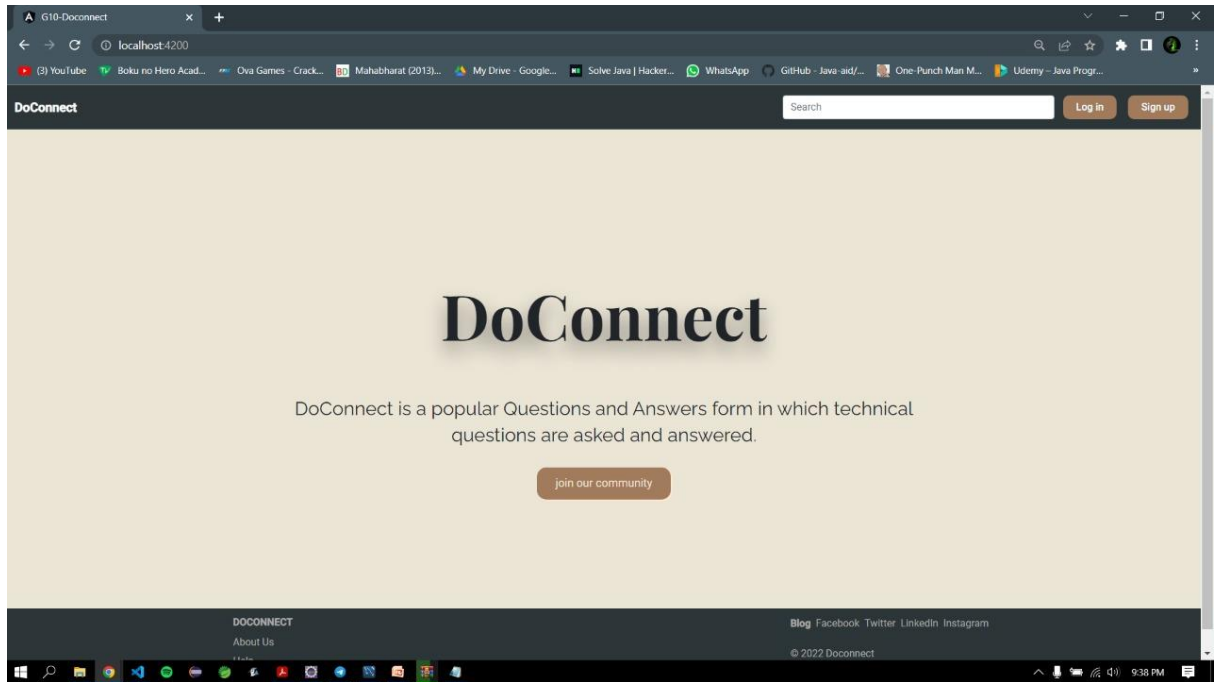 G10-Doconnect
localhost:4200
(3) YouTube Boku no Hero Acad... Ova Games - Crack... BD Mahabharat (2013)... My Drive - Google... Solve Java | Hacker... WhatsApp GitHub - Java-aid/... One-Punch Man M... Udemy – Java Progr... »
DoConnect Search Log in Sign up
DoConnect
DoConnect is a popular Questions and Answers form in which technical
questions are asked and answered.
join our community
DOCONNECT Blog Facebook Twitter LinkedIn Instagram
About Us
© 2022 Doconnect
9:38 PM